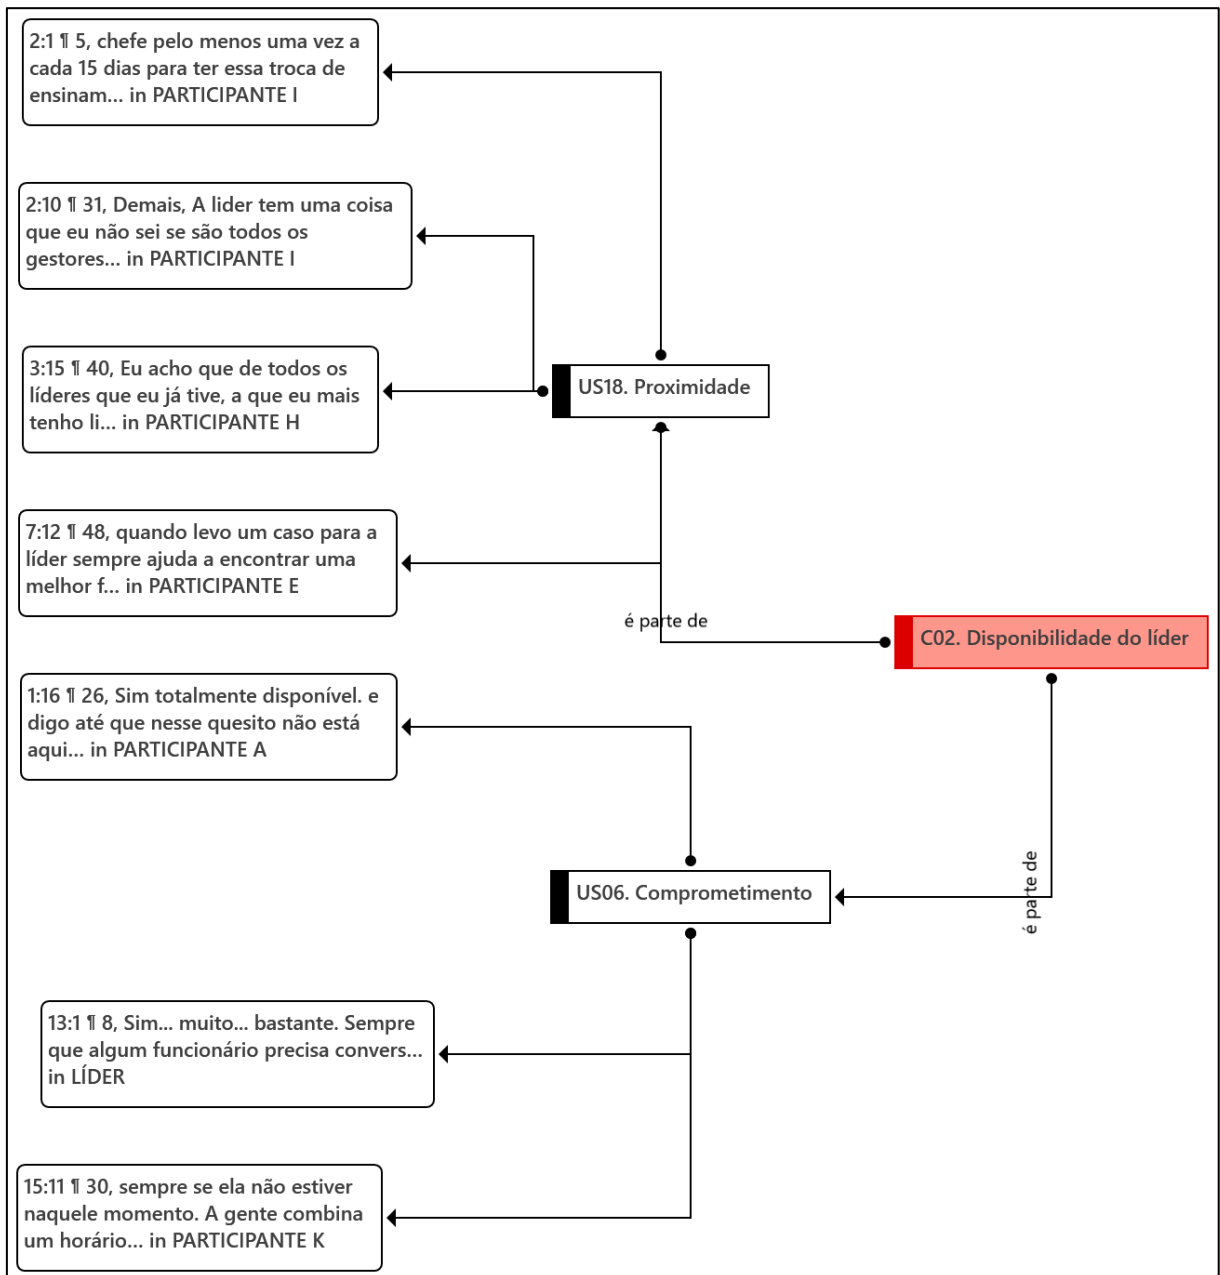 2:1 ¶ 5, chefe pelo menos uma vez a
cada 15 dias para ter essa troca de
ensinam... in PARTICIPANTE I
2:10 ¶ 31, Demais, A lider tem uma coisa
que eu não sei se são todos os
gestores... in PARTICIPANTE I
3:15 ¶ 40, Eu acho que de todos os
líderes que eu já tive, a que eu mais
tenho li... in PARTICIPANTE H
US18. Proximidade
7:12 ¶ 48, quando levo um caso para a
líder sempre ajuda a encontrar uma
melhor f... in PARTICIPANTE E
é parte de
C02. Disponibilidade do líder
1:16 ¶ 26, Sim totalmente disponível. e
digo até que nesse quesito não está
aqui... in PARTICIPANTE A
US06. Comprometimento
é parte de
13:1 ¶ 8, Sim... muito... bastante. Sempre
que algum funcionário precisa convers...
in LÍDER
15:11 ¶ 30, sempre se ela não estiver
naquele momento. A gente combina
um horário... in PARTICIPANTE K